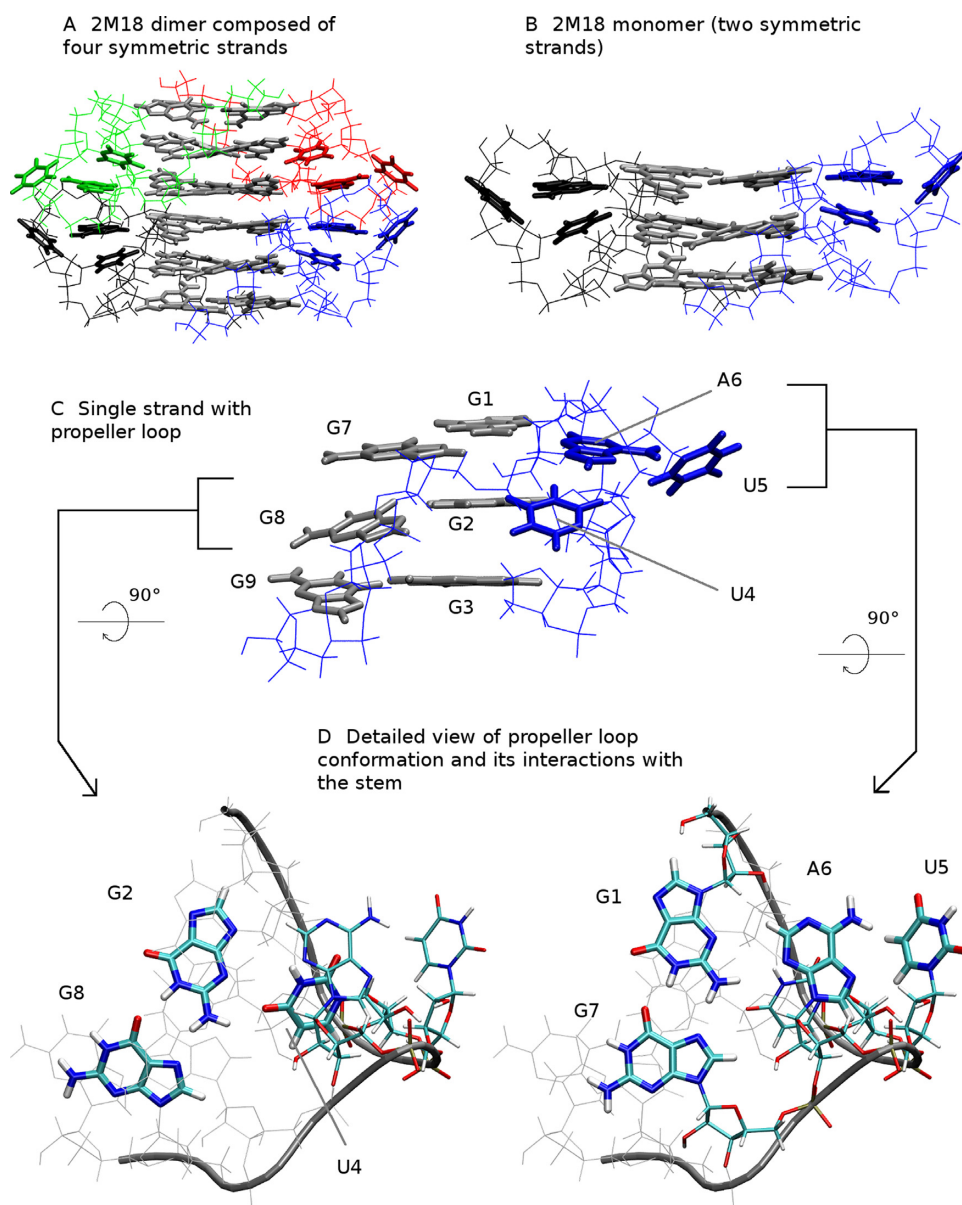 A 2M18 dimer composed of
four symmetric strands
B 2M18 monomer (two symmetric
strands)
C Single strand with
propeller loop
G1
A6
G7
U5
G8
G2
G9
G3
U4
90°
90°
D Detailed view of propeller loop
conformation and its interactions with
the stem
G2
G8
U4
G1
A6
U5
G7